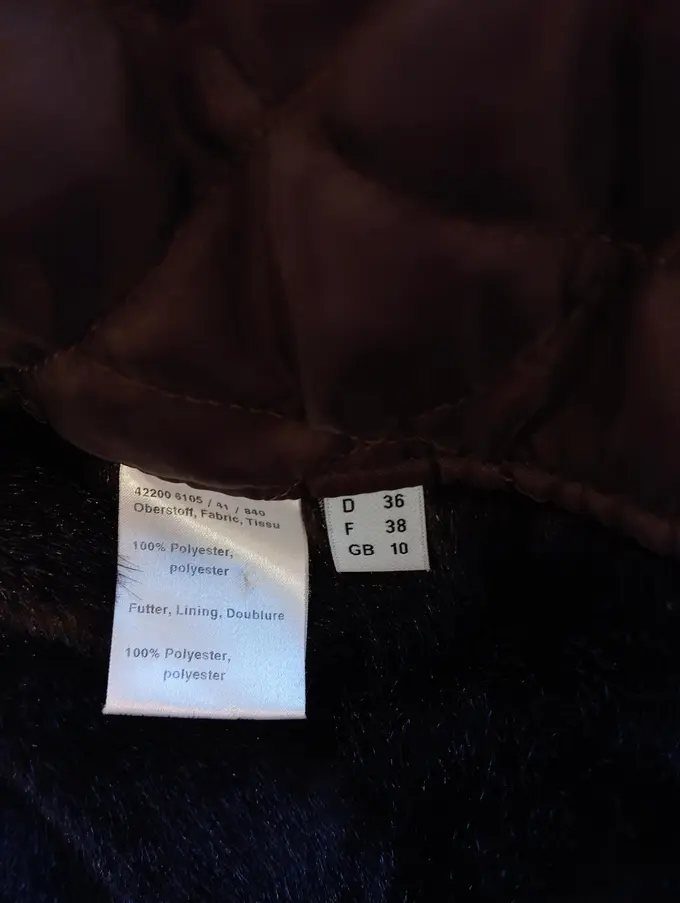 42200 6105 / 41 / 840
Oberstoff, Fabric, Tissu
100% Polyester,
polyester
Futter, Lining, Doublure
100% Polyester,
polyester
D 36
F 38
GB 10